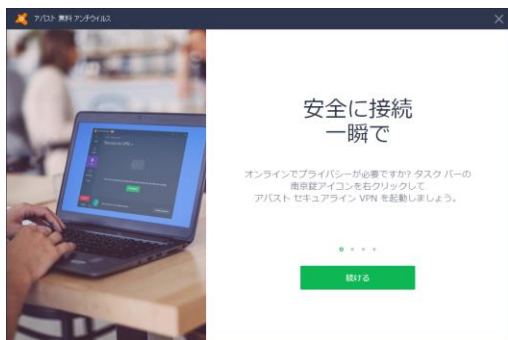 アバスト 無料 アンチウイルス
安全に接続
一瞬で
オンラインでプライバシーが必要ですか? タスク バーの
南京錠アイコンを右クリックして
アバスト セキュアライン VPN を起動しましょう。
続ける